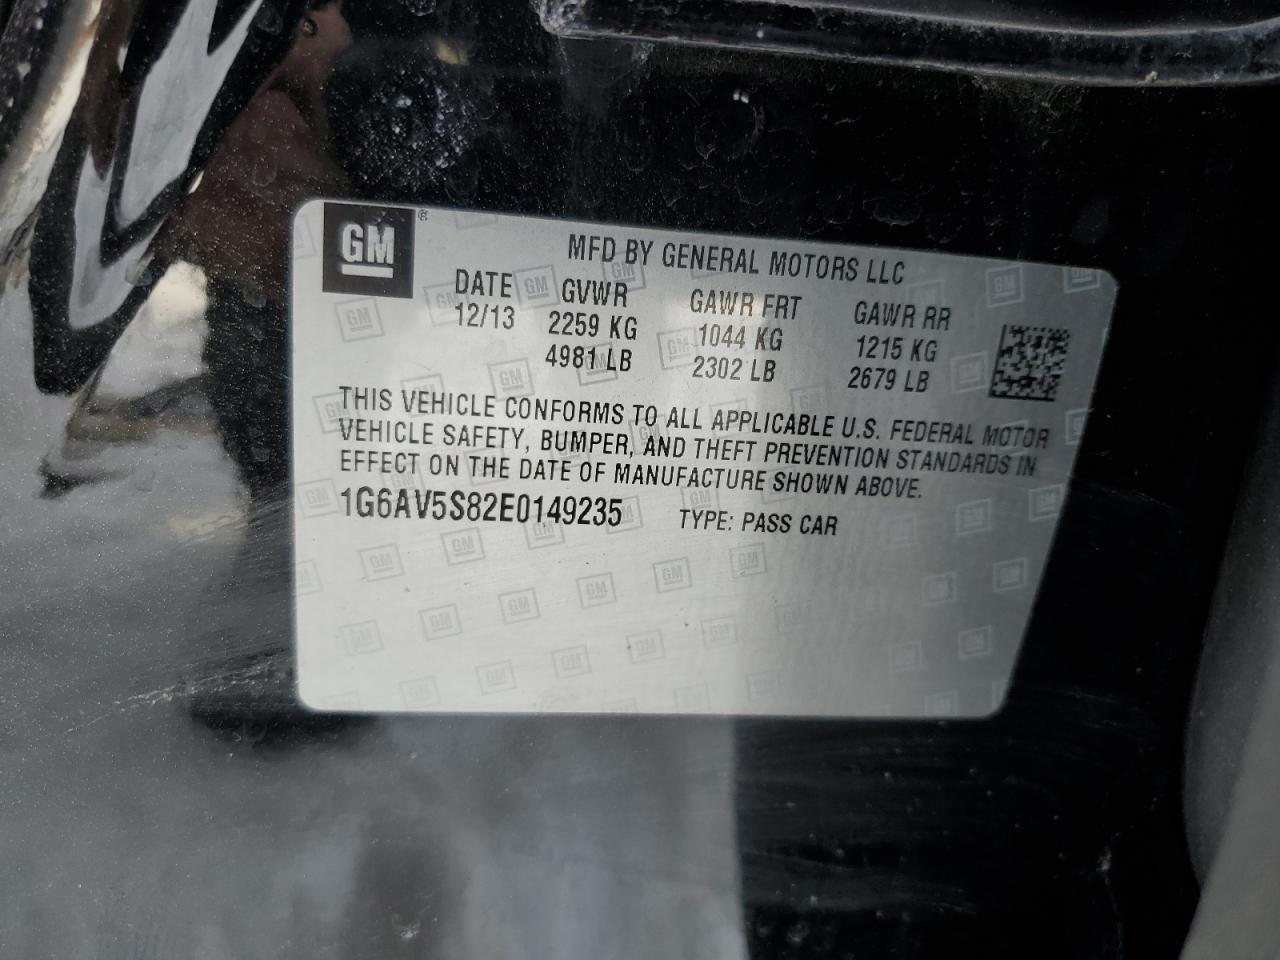 GM
MFD BY GENERAL MOTORS LLC
DATE GVWR GAWR FRT GAWR RR
12/13 2259 KG 1044 KG 1215 KG
4981 LB 2302 LB 2679 LB
THIS VEHICLE CONFORMS TO ALL APPLICABLE U.S. FEDERAL MOTOR
VEHICLE SAFETY, BUMPER, AND THEFT PREVENTION STANDARDS IN
EFFECT ON THE DATE OF MANUFACTURE SHOWN ABOVE.
1G6AV5S82E0149235 TYPE: PASS CAR